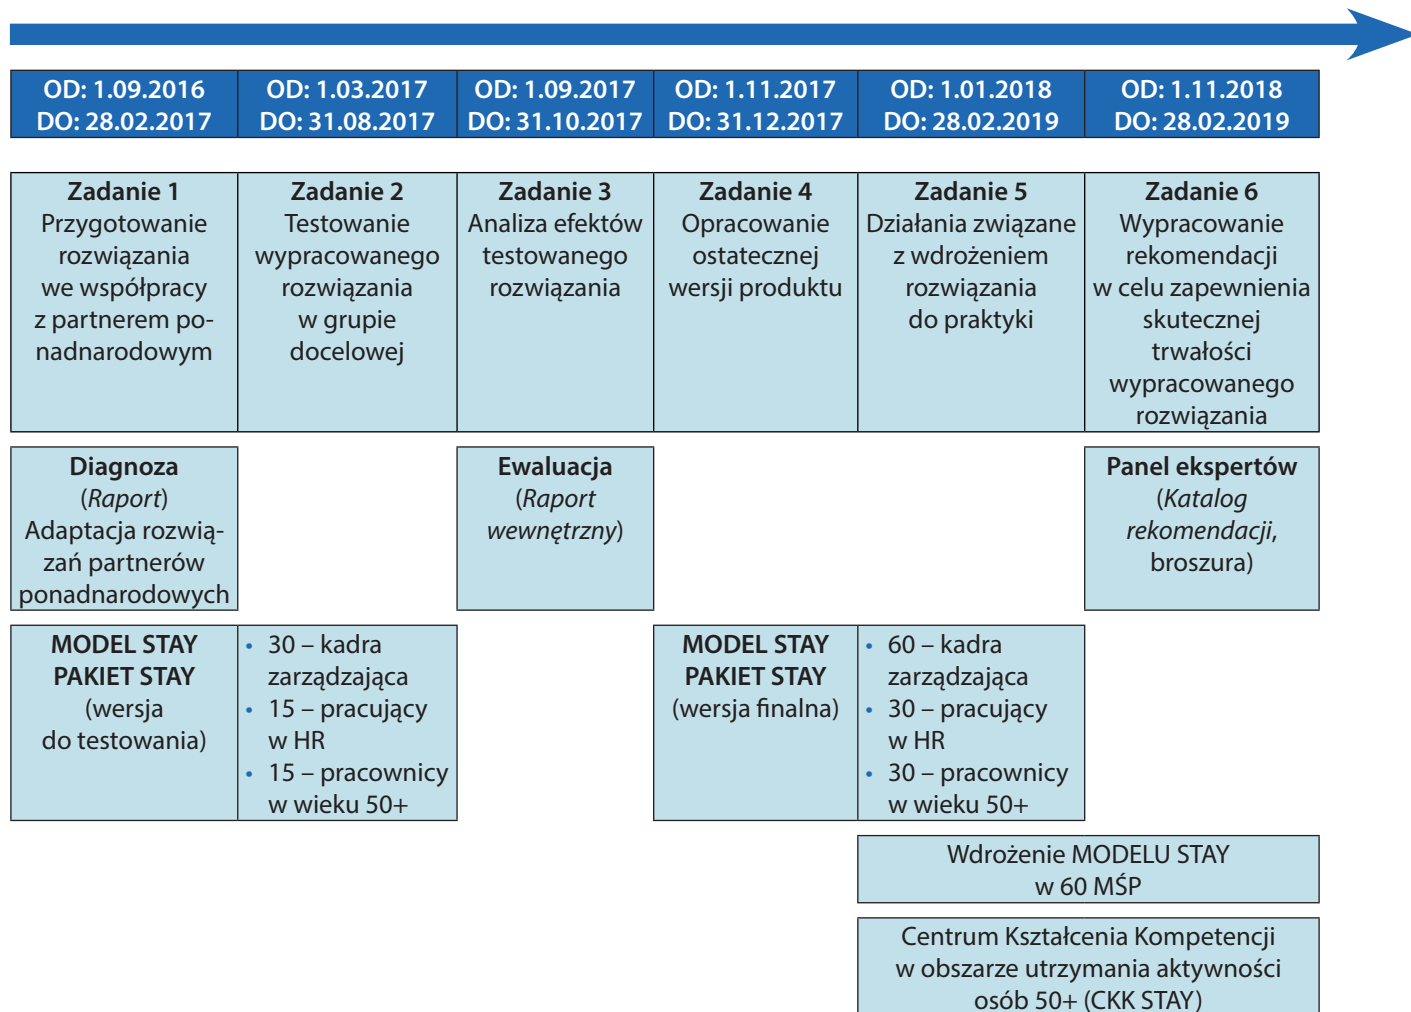 OD: 1.09.2016
DO: 28.02.2017
OD: 1.03.2017
DO: 31.08.2017
OD: 1.09.2017
DO: 31.10.2017
OD: 1.11.2017
DO: 31.12.2017
OD: 1.01.2018
DO: 28.02.2019
OD: 1.11.2018
DO: 28.02.2019
Zadanie 1
Przygotowanie
rozwiązania
we współpracy
z partnerem po-
nadnarodowym
Zadanie 2
Testowanie
wypracowanego
rozwiązania
w grupie
docelowej
Zadanie 3
Analiza efektów
testowanego
rozwiązania
Zadanie 4
Opracowanie
ostatecznej
wersji produktu
Zadanie 5
Działania związane
z wdrożeniem
rozwiązania
do praktyki
Zadanie 6
Wypracowanie
rekomendacji
w celu zapewnienia
skutecznej
trwałości
wypracowanego
rozwiązania
Diagnoza
(Raport)
Adaptacja rozwią-
zań partnerów
ponadnarodowych
Ewaluacja
(Raport
wewnętrzny)
Panel ekspertów
(Katalog
rekomendacji,
broszura)
MODEL STAY
PAKIET STAY
(wersja
do testowania)
• 30 – kadra
zarządzająca
• 15 – pracujący
w HR
• 15 – pracownicy
w wieku 50+
MODEL STAY
PAKIET STAY
(wersja finalna)
• 60 – kadra
zarządzająca
• 30 – pracujący
w HR
• 30 – pracownicy
w wieku 50+
Wdrożenie MODELU STAY
w 60 MŚP
Centrum Kształcenia Kompetencji
w obszarze utrzymania aktywności
osób 50+ (CKK STAY)